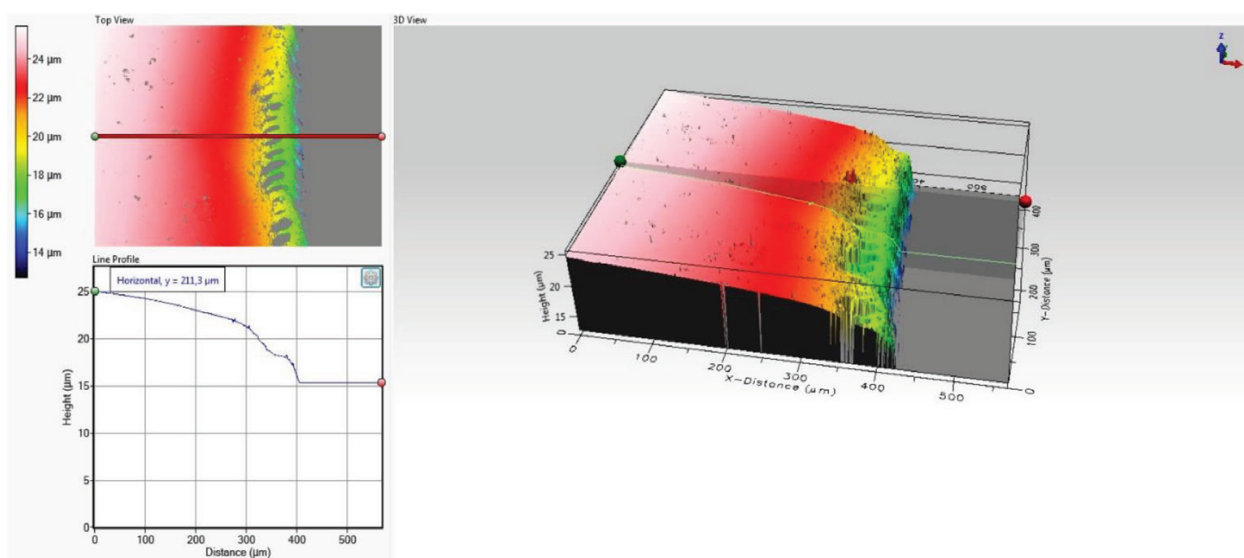 Top View
24 µm
22 µm
20 µm
18 µm
16 µm
14 µm
Line Profile
Horizontal, y = 211,3 µm
25
20
15
10
5
0
Height (µm)
0
100
200
300
400
500
Distance (µm)
3D View
z
25
20
15
0
Height (µm)
0
100
200
300
400
500
X-Distance (µm)
0
100
200
300
400
Y-Distance (µm)
500